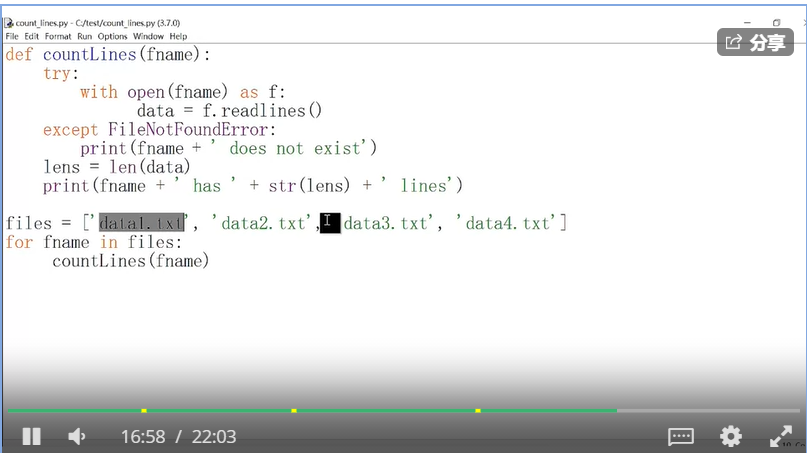 count_lines.py - C:/test/count_lines.py (3.7.0)
File Edit Format Run Options Window Help
分享
def countLines(fname):
    try:
        with open(fname) as f:
              data = f.readlines()
    except FileNotFoundError:
        print(fname + ' does not exist')
    lens = len(data)
    print(fname + ' has ' + str(lens) + ' lines')
files = ['data1.txt', 'data2.txt', data3.txt', 'data4.txt']
for fname in files:
     countLines(fname)
16:58 / 22:03